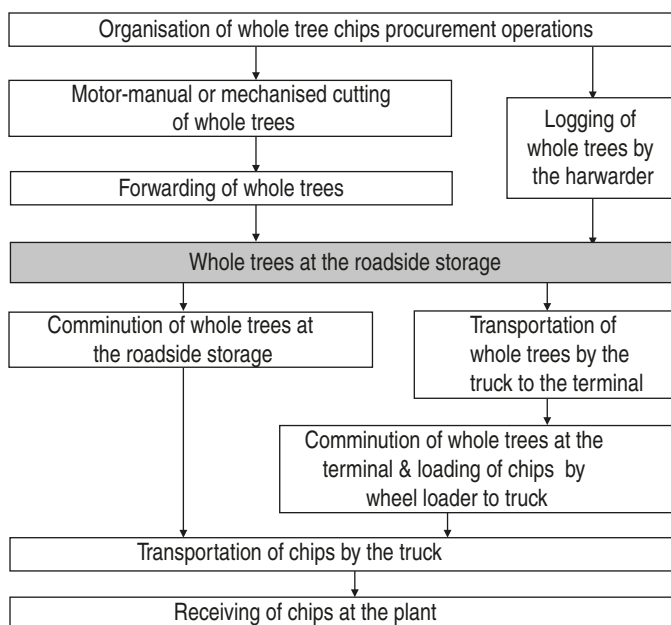 Organisation of whole tree chips procurement operations
Motor-manual or mechanised cutting
of whole trees
Logging of
whole trees by
the harwarder
Forwarding of whole trees
Whole trees at the roadside storage
Comminution of whole trees at
the roadside storage
Transportation of
whole trees by the
truck to the terminal
Comminution of whole trees at the
terminal & loading of chips by
wheel loader to truck
Transportation of chips by the truck
Receiving of chips at the plant